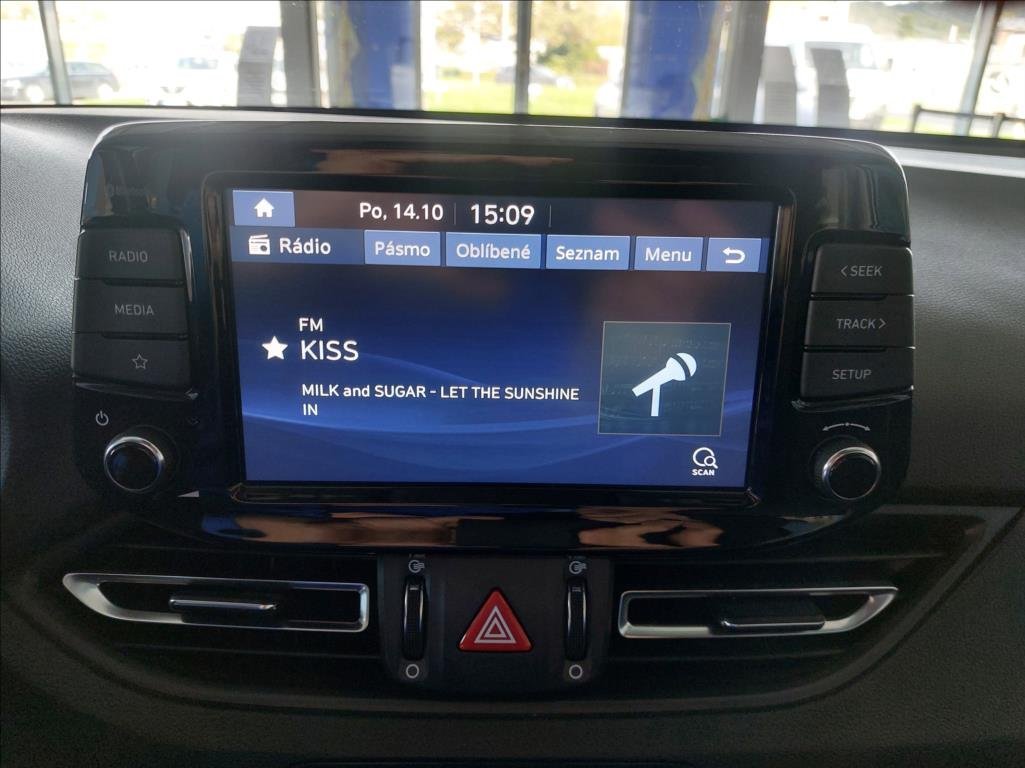 Po, 14.10 15:09
Rádio Pásmo Oblíbené Seznam Menu
RADIO
MEDIA
< SEEK
TRACK >
SETUP
FM
KISS
MILK and SUGAR - LET THE SUNSHINE
IN
SCAN